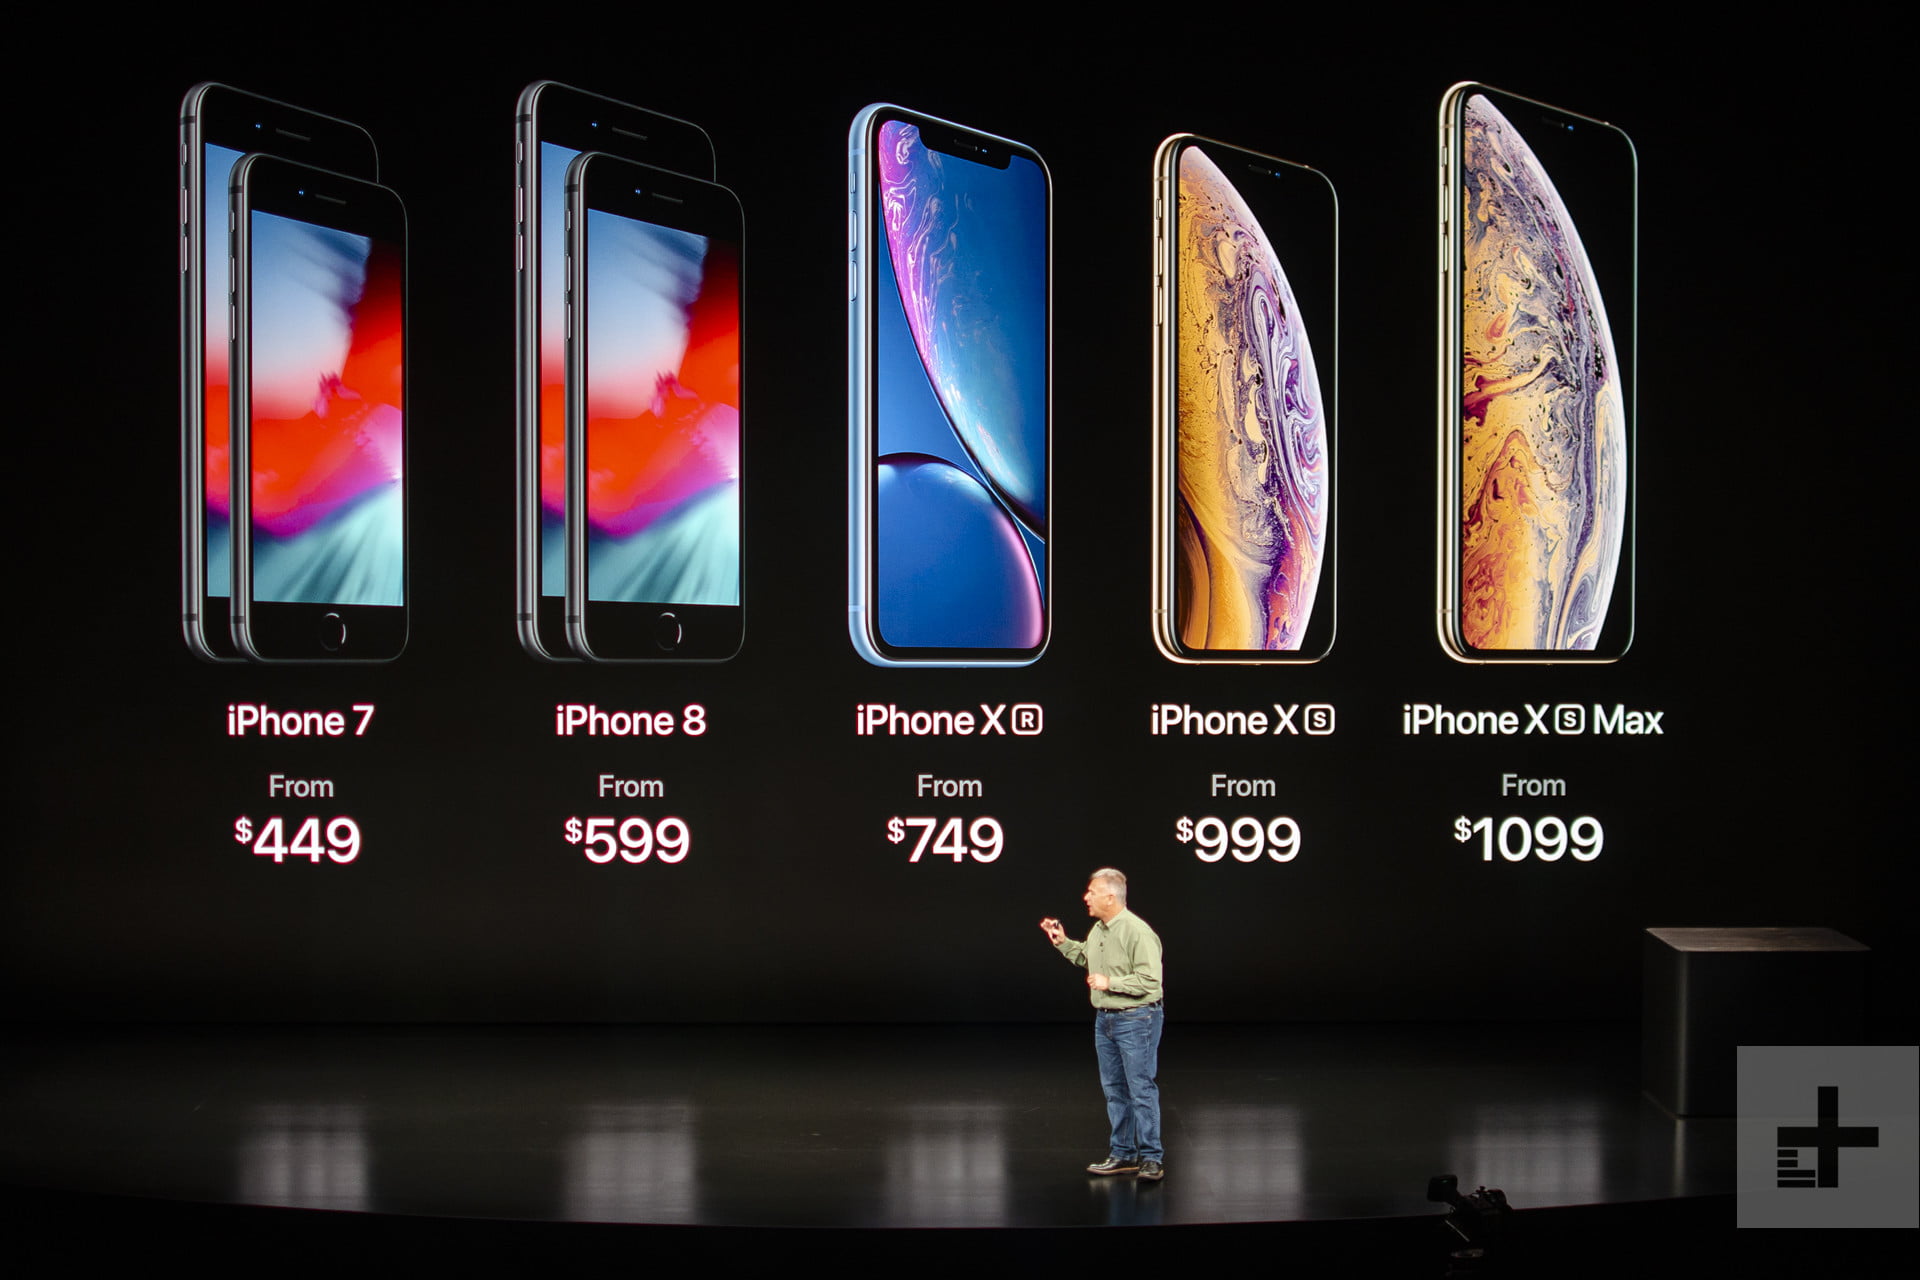 iPhone 7
From
$449
iPhone 8
From
$599
iPhone XR
From
$749
iPhone XS
From
$999
iPhone XS Max
From
$1099